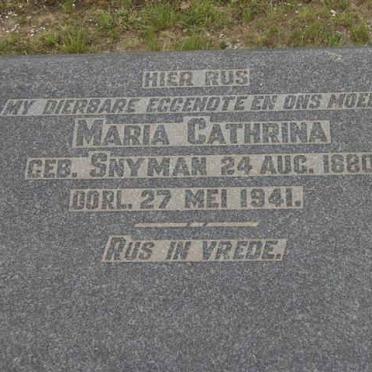 HIER RUS
MY DIERBARE EGGENOTE EN ONS MOE
MARIA CATHRINA
GEB. SNYMAN 24 AUG. 1880
OORL. 27 MEI 1941.
RUS IN VREDE.